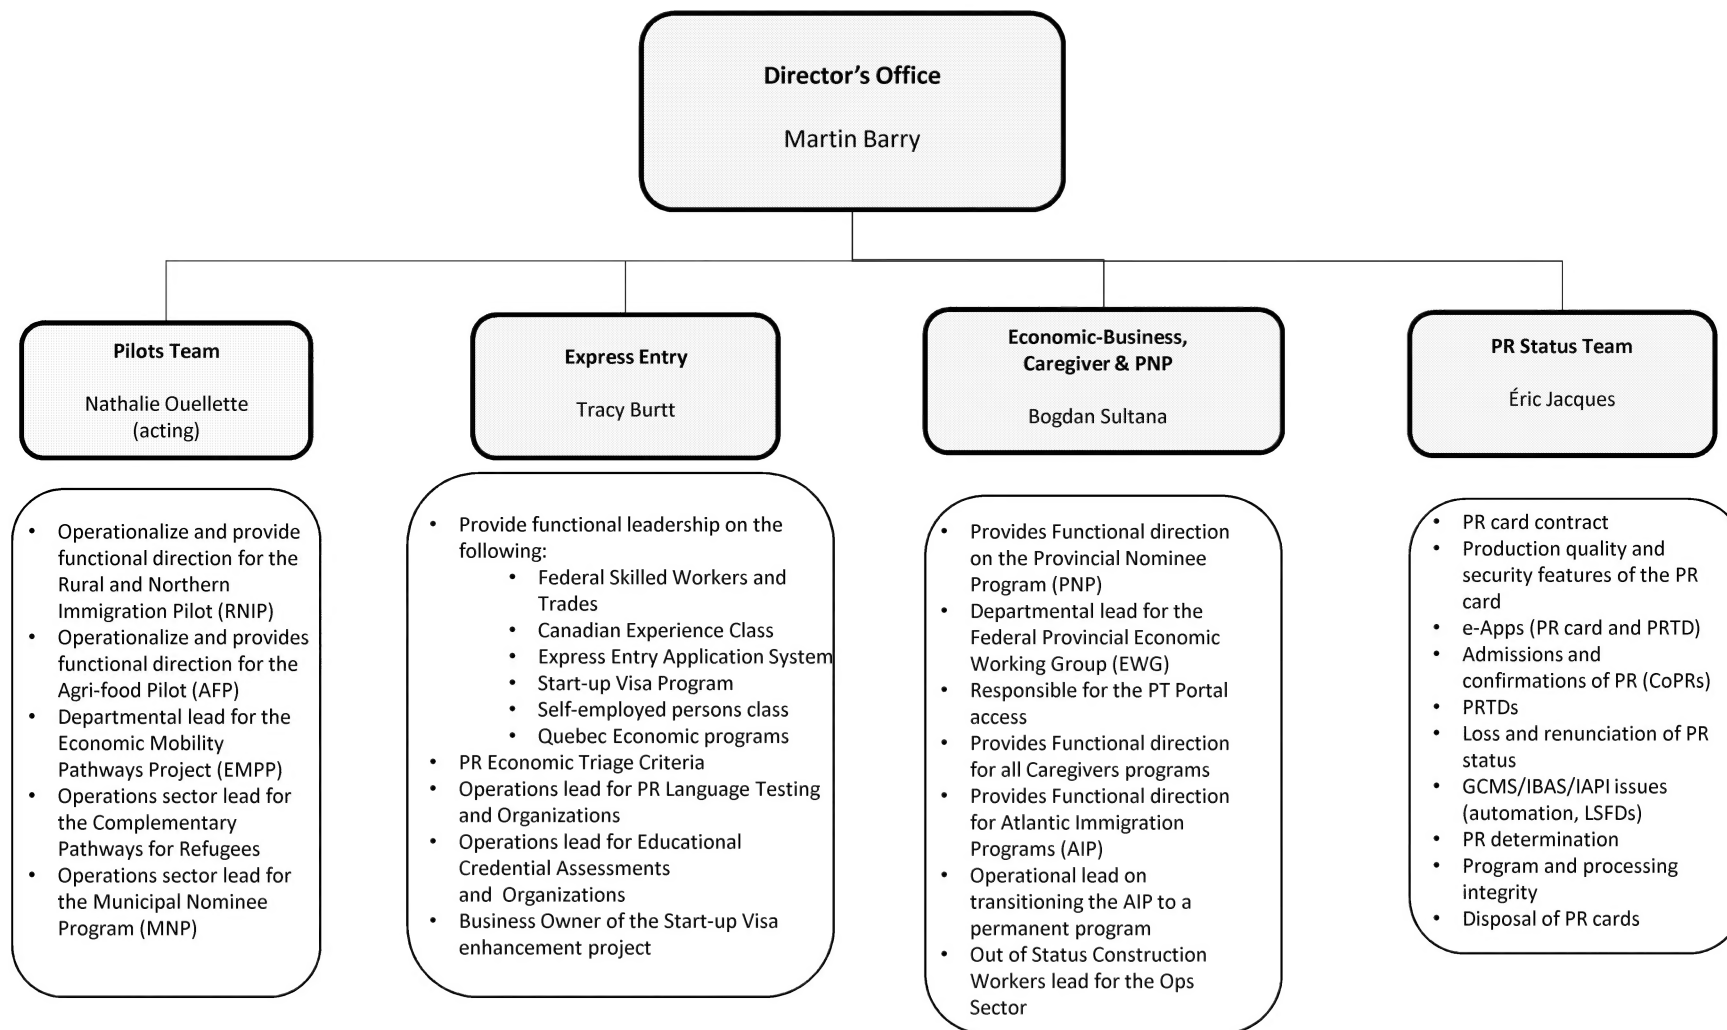 Director’s Office
Martin Barry
Pilots Team
Nathalie Ouellette
(acting)
Express Entry
Tracy Burtt
Economic-Business,
Caregiver & PNP
Bogdan Sultana
PR Status Team
Éric Jacques
• Operationalize and provide
functional direction for the
Rural and Northern
Immigration Pilot (RNIP)
• Operationalize and provides
functional direction for the
Agri-food Pilot (AFP)
• Departmental lead for the
Economic Mobility
Pathways Project (EMPP)
• Operations sector lead for
the Complementary
Pathways for Refugees
• Operations sector lead for
the Municipal Nominee
Program (MNP)
• Provide functional leadership on the
following:
• Federal Skilled Workers and
Trades
• Canadian Experience Class
• Express Entry Application System
• Start-up Visa Program
• Self-employed persons class
• Quebec Economic programs
• PR Economic Triage Criteria
• Operations lead for PR Language Testing
and Organizations
• Operations lead for Educational
Credential Assessments
and Organizations
• Business Owner of the Start-up Visa
enhancement project
• Provides Functional direction
on the Provincial Nominee
Program (PNP)
• Departmental lead for the
Federal Provincial Economic
Working Group (EWG)
• Responsible for the PT Portal
access
• Provides Functional direction
for all Caregivers programs
• Provides Functional direction
for Atlantic Immigration
Programs (AIP)
• Operational lead on
transitioning the AIP to a
permanent program
• Out of Status Construction
Workers lead for the Ops
Sector
• PR card contract
• Production quality and
security features of the PR
card
• e-Apps (PR card and PRTD)
• Admissions and
confirmations of PR (CoPRs)
• PRTDs
• Loss and renunciation of PR
status
• GCMS/IBAS/IAPI issues
(automation, LSFDs)
• PR determination
• Program and processing
integrity
• Disposal of PR cards